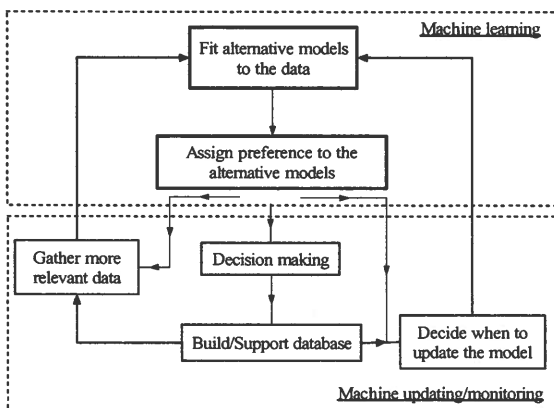 Machine learning
Fit alternative models
to the data
Assign preference to the
alternative models
Gather more
relevant data
Decision making
Build/Support database
Decide when to
update the model
Machine updating/monitoring